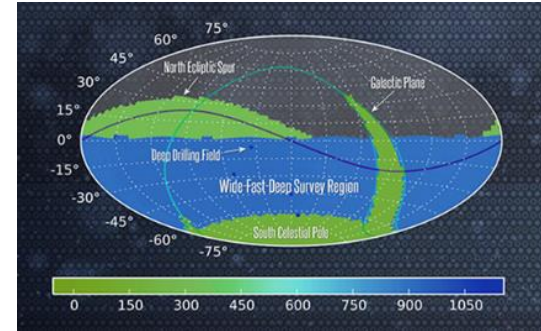 75°
60°
45°
30°
15°
0°
-15°
-30°
-45°
-60°
-75°
North Ecliptic Spur
Galactic Plane
Deep Drilling Field
Wide-Fast-Deep Survey Region
South Celestial Pole
0 150 300 450 600 750 900 1050